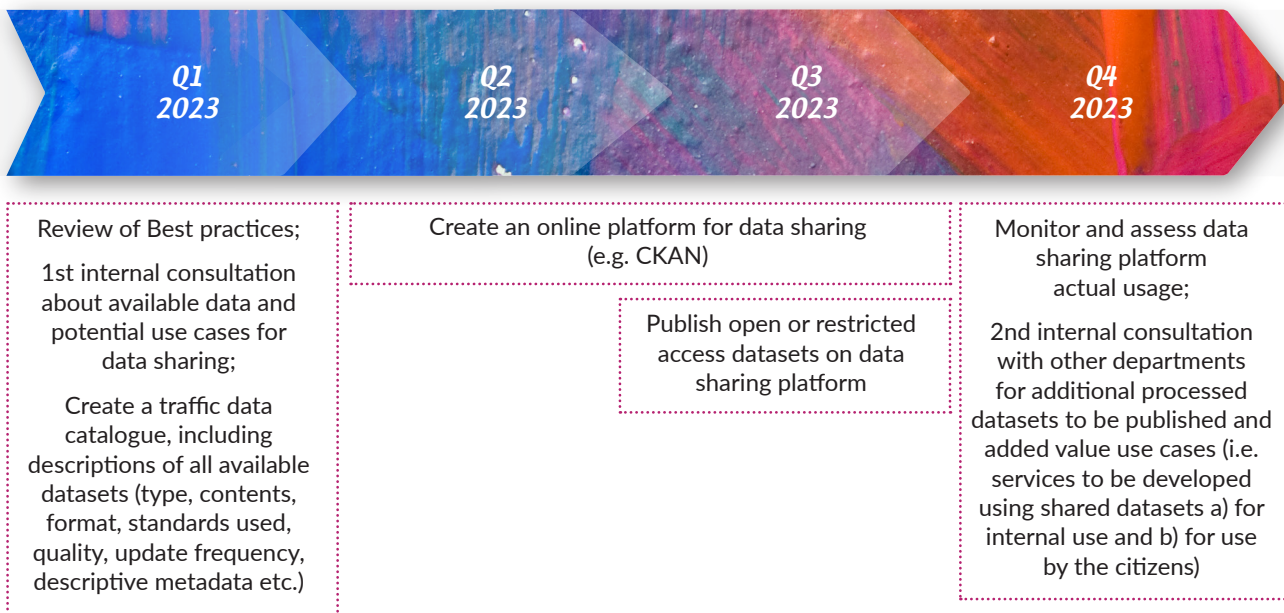 Q1
2023
Q2
2023
Q3
2023
Q4
2023
Review of Best practices;
1st internal consultation
about available data and
potential use cases for
data sharing;
Create a traffic data
catalogue, including
descriptions of all available
datasets (type, contents,
format, standards used,
quality, update frequency,
descriptive metadata etc.)
Create an online platform for data sharing
(e.g. CKAN)
Publish open or restricted
access datasets on data
sharing platform
Monitor and assess data
sharing platform
actual usage;
2nd internal consultation
with other departments
for additional processed
datasets to be published and
added value use cases (i.e.
services to be developed
using shared datasets a) for
internal use and b) for use
by the citizens)